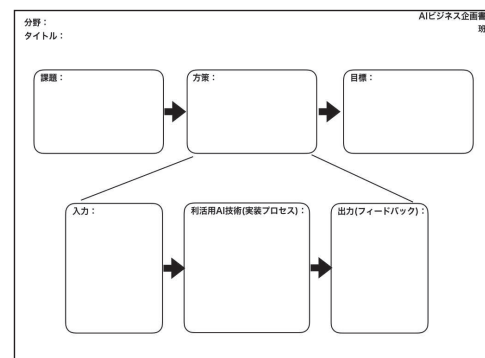 分野：
AIビジネス企画書
タイトル：
班
課題：
方策：
目標：
入力：
利活用AI技術(実装プロセス)：
出力(フィードバック)：